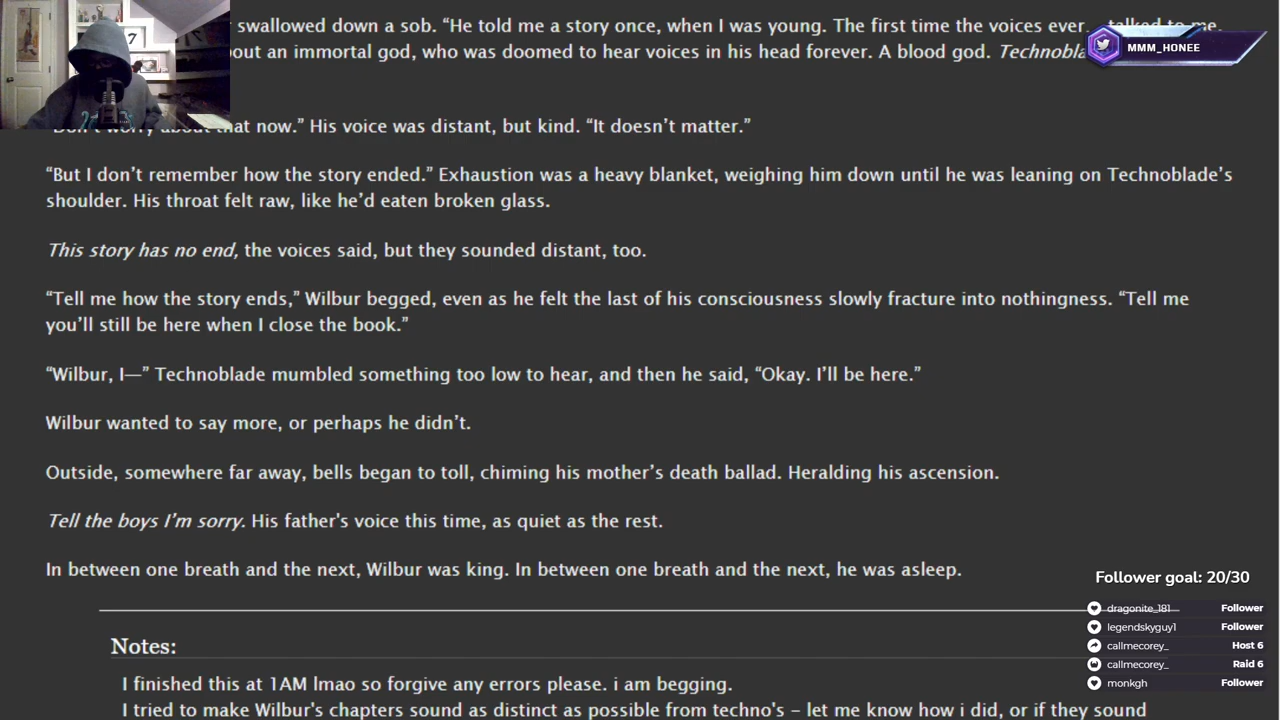 swallowed down a sob. “He told me a story once, when I was young. The first time the voices ever talked to me.
MMM_HONEE
out an immortal god, who was doomed to hear voices in his head forever. A blood god.
that now.” His voice was distant, but kind. “It doesn’t matter.”
“But I don’t remember how the story ended.” Exhaustion was a heavy blanket, weighing him down until he was leaning on Technoblade’s
shoulder. His throat felt raw, like he’d eaten broken glass.
This story has no end, the voices said, but they sounded distant, too.
“Tell me how the story ends,” Wilbur begged, even as he felt the last of his consciousness slowly fracture into nothingness. “Tell me
you’ll still be here when I close the book.”
“Wilbur, I—” Technoblade mumbled something too low to hear, and then he said, “Okay. I’ll be here.”
Wilbur wanted to say more, or perhaps he didn’t.
Outside, somewhere far away, bells began to toll, chiming his mother’s death ballad. Heralding his ascension.
Tell the boys I’m sorry. His father's voice this time, as quiet as the rest.
In between one breath and the next, Wilbur was king. In between one breath and the next, he was asleep.
Follower goal: 20/30
dragonite_181 Follower
legendskyguy1 Follower
callmecorey_ Host 6
callmecorey_ Raid 6
monkgh Follower
Notes:
I finished this at 1AM lmao so forgive any errors please. i am begging.
I tried to make Wilbur's chapters sound as distinct as possible from techno's – let me know how i did, or if they sound